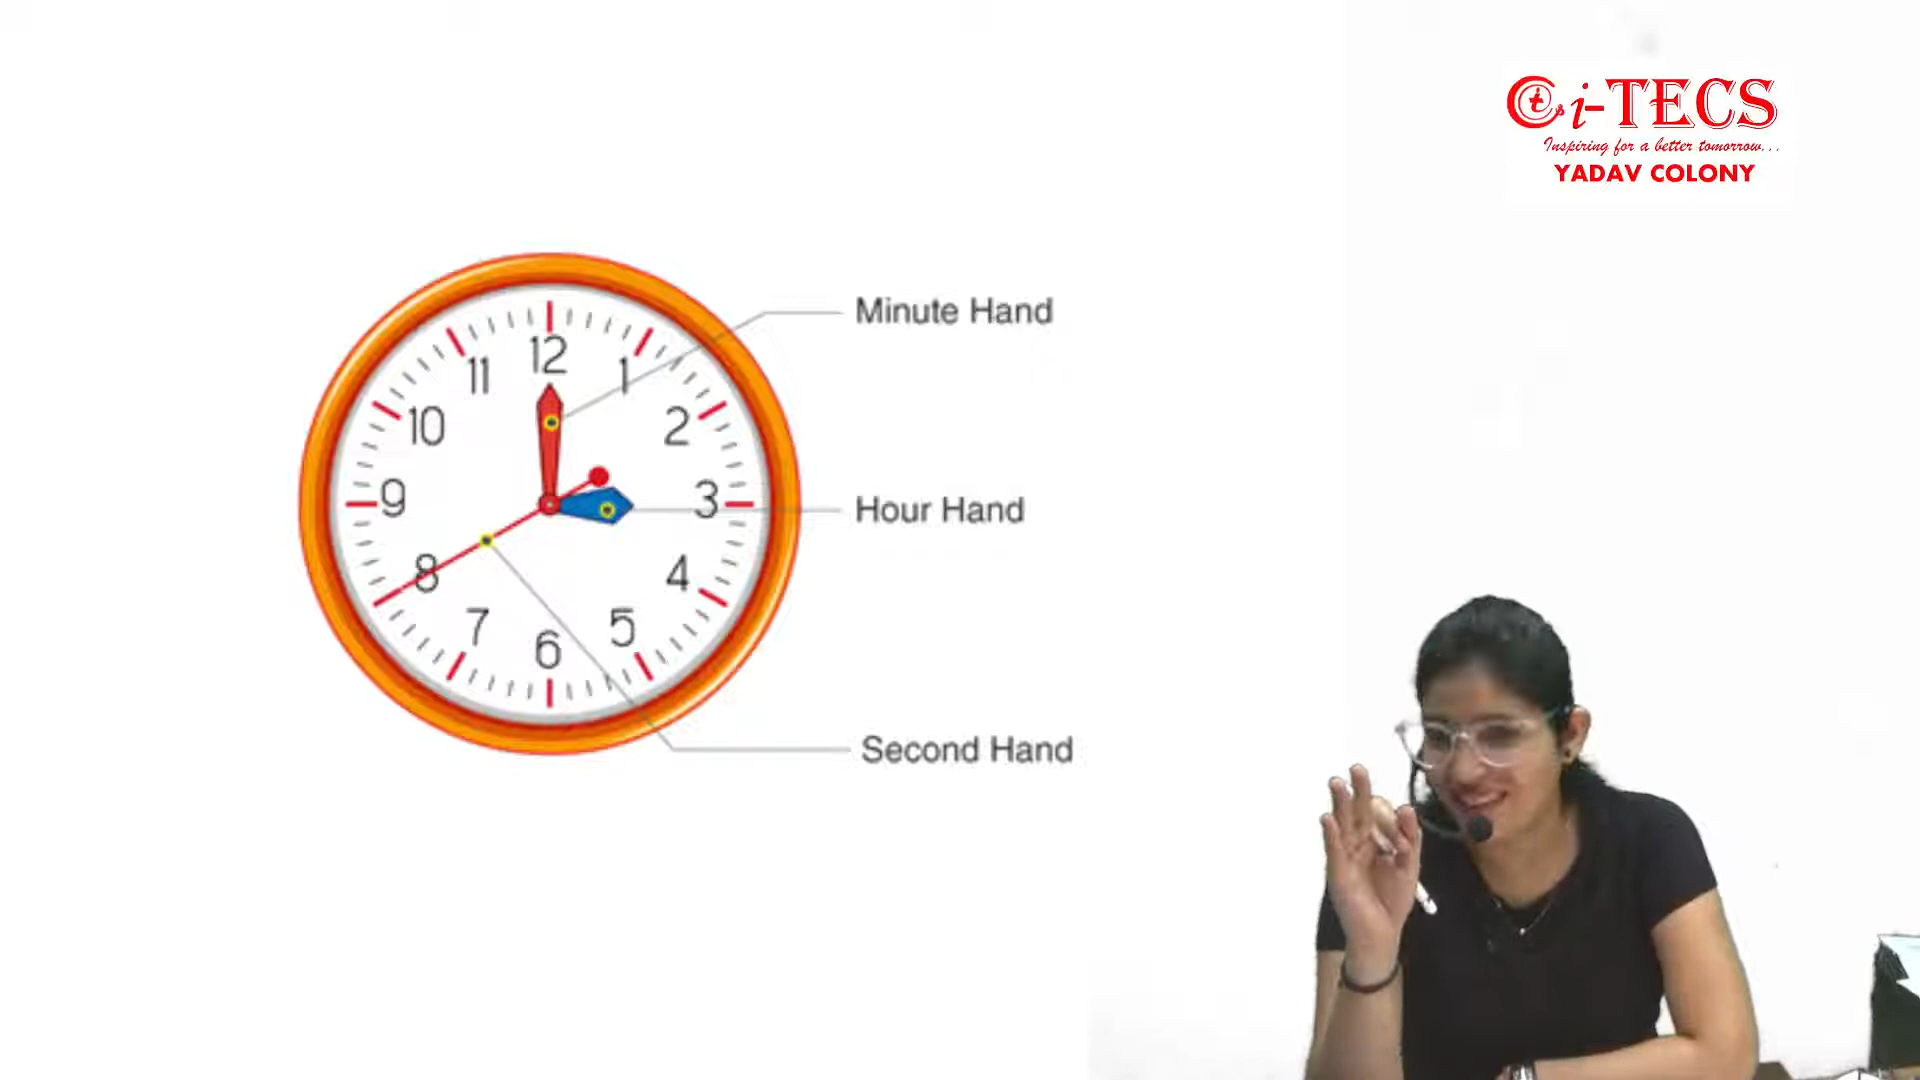 i-TECS
Inspiring for a better tomorrow...
YADAV COLONY
Minute Hand
Hour Hand
Second Hand
12
1
2
3
4
5
6
7
8
9
10
11